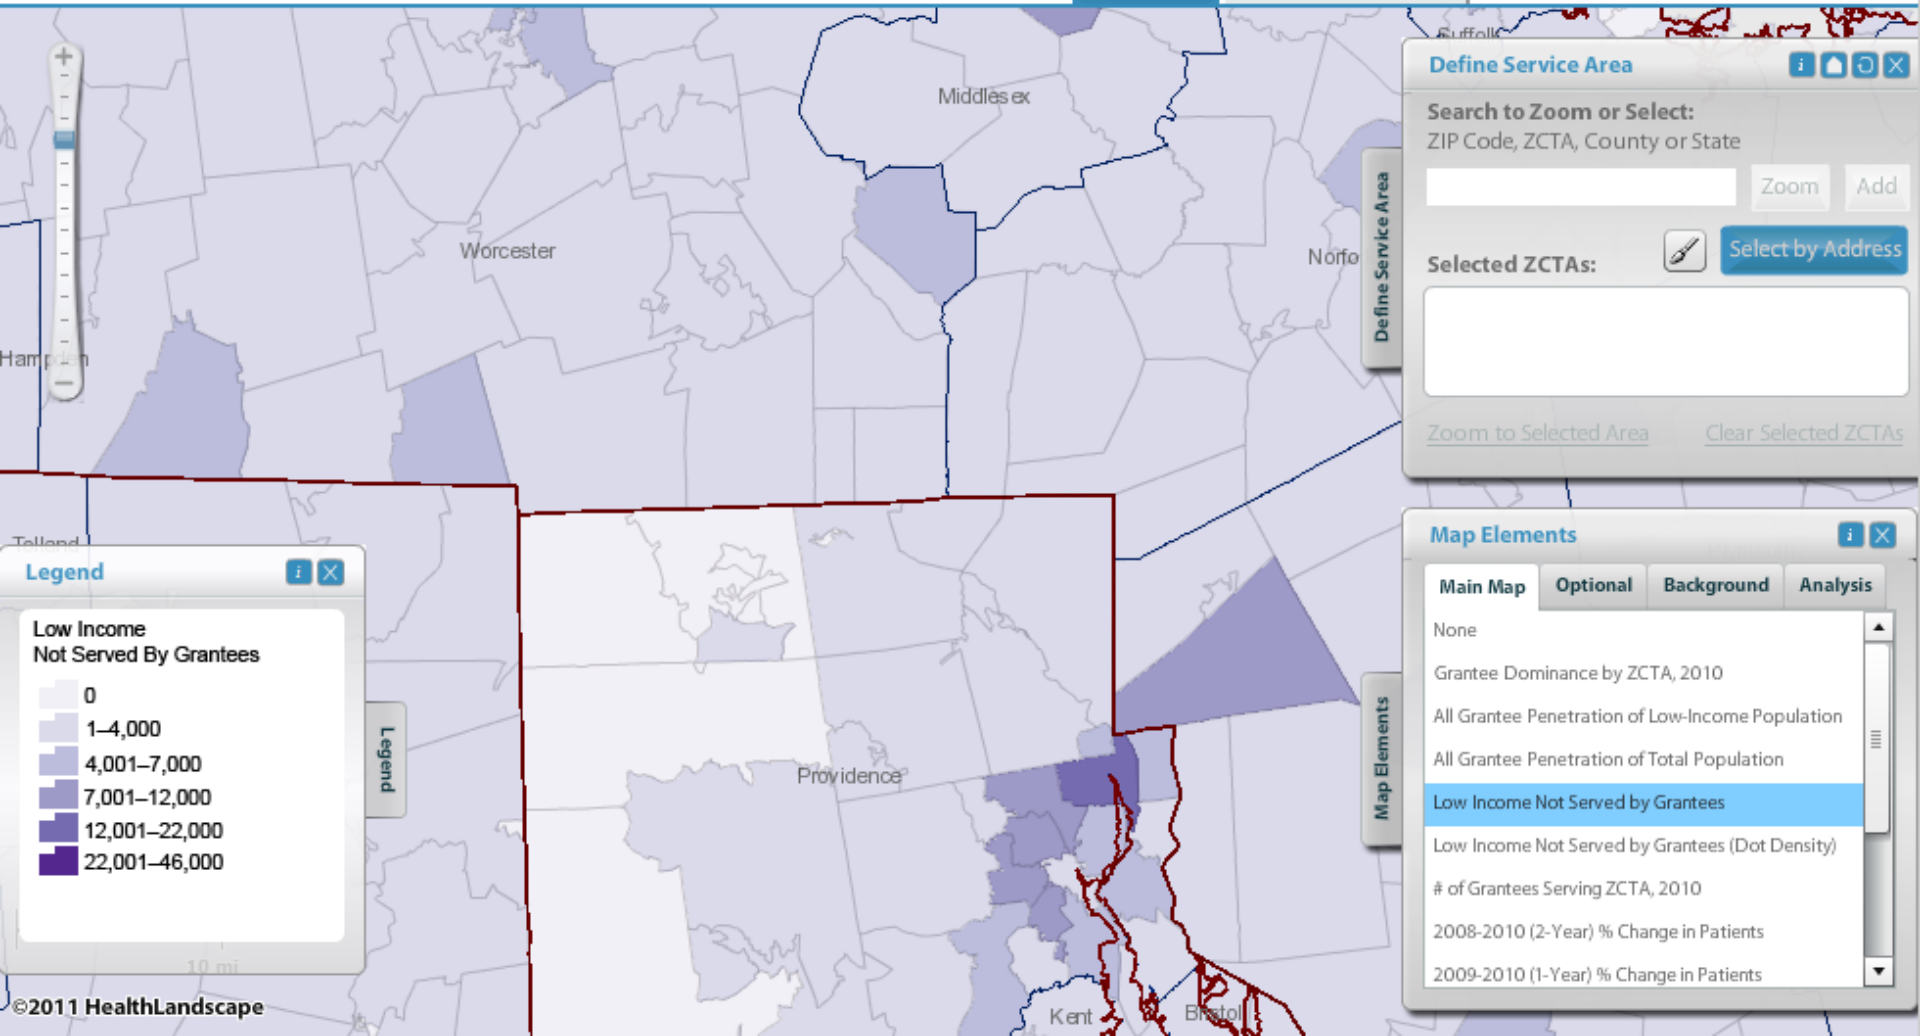 Suffolk
Middlesex
Worcester
Norfo
Hampden
Tolland
Providence
Kent
Bristol
Legend
Low Income
Not Served By Grantees
0
1–4,000
4,001–7,000
7,001–12,000
12,001–22,000
22,001–46,000
10 mi
Legend
©2011 HealthLandscape
Define Service Area
Define Service Area
Search to Zoom or Select:
ZIP Code, ZCTA, County or State
Zoom Add
Selected ZCTAs: Select by Address
Zoom to Selected Area Clear Selected ZCTAs
Map Elements
Map Elements
Main Map Optional Background Analysis
None
Grantee Dominance by ZCTA, 2010
All Grantee Penetration of Low-Income Population
All Grantee Penetration of Total Population
Low Income Not Served by Grantees
Low Income Not Served by Grantees (Dot Density)
# of Grantees Serving ZCTA, 2010
2008-2010 (2-Year) % Change in Patients
2009-2010 (1-Year) % Change in Patients